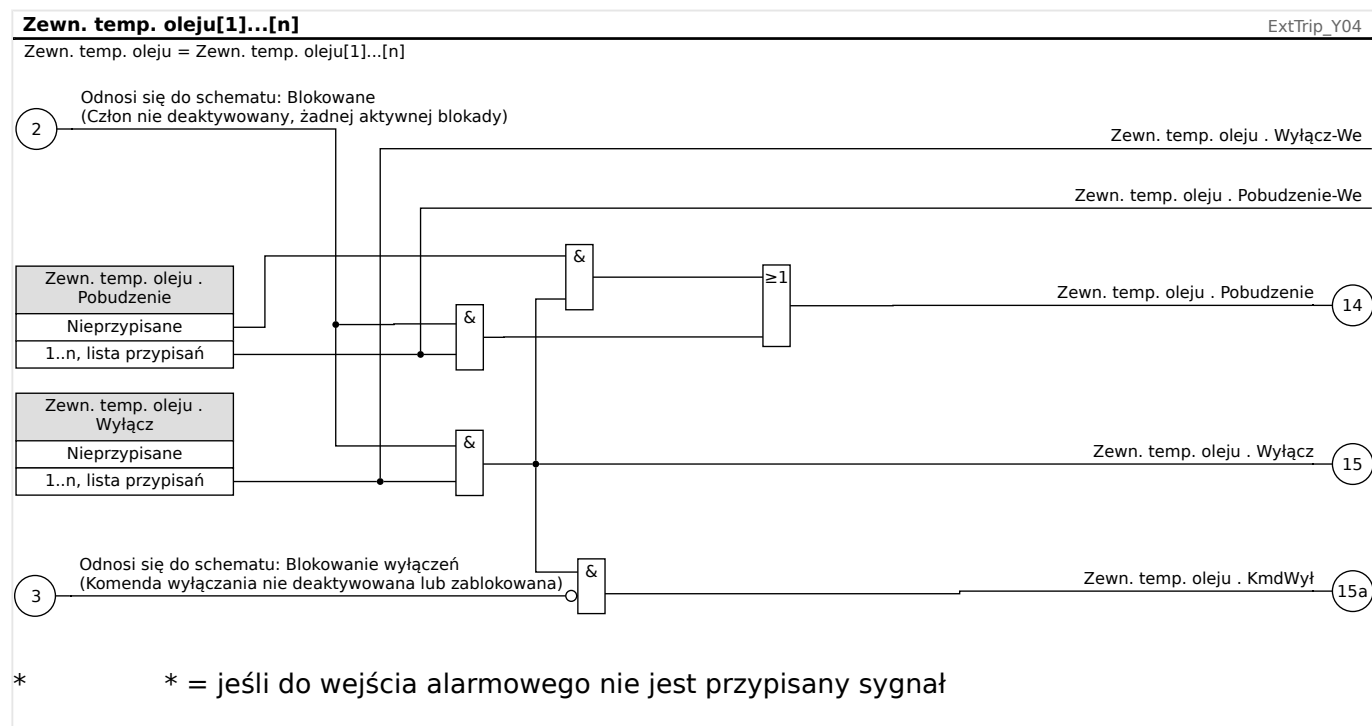 Zewn. temp. oleju[1]...[n]
ExtTrip_Y04
Zewn. temp. oleju = Zewn. temp. oleju[1]...[n]
Odnosi się do schematu: Blokowane
(Człon nie deaktywowany, żadnej aktywnej blokady)
2
Zewn. temp. oleju . Wyłącz-We
Zewn. temp. oleju . Pobudzenie-We
&
Zewn. temp. oleju .
Pobudzenie
≥1
Zewn. temp. oleju . Pobudzenie
14
Nieprzypisane
&
1..n, lista przypisań
Zewn. temp. oleju .
Wyłącz
Nieprzypisane
&
1..n, lista przypisań
Zewn. temp. oleju . Wyłącz
15
Odnosi się do schematu: Blokowanie wyłączeń
(Komenda wyłączania nie deaktywowana lub zablokowana)
3
&
Zewn. temp. oleju . KmdWył
15a
* * = jeśli do wejścia alarmowego nie jest przypisany sygnał